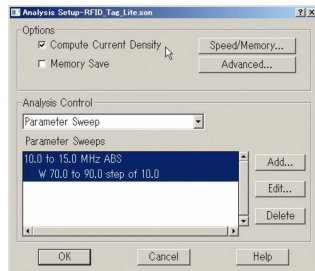 Analysis Setup-RFID_Tag_Lite.son
Options
Compute Current Density
Speed/Memory...
Memory Save
Advanced...
Analysis Control
Parameter Sweep
Parameter Sweeps
10.0 to 15.0 MHz ABS
W 70.0 to 90.0 step of 10.0
Add...
Edit...
Delete
OK
Cancel
Help